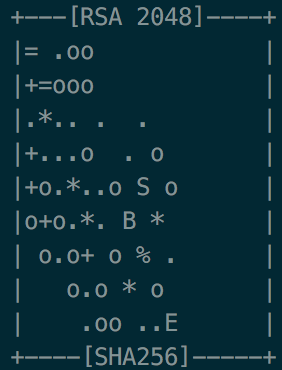 +---[RSA 2048]----+
|= .oo            |
|+=ooo            |
|.*.. .  .        |
|+...o  . o       |
|+o.*..o S o      |
|o+o.*. B *       |
| o.o+ o % .      |
|   o.o * o       |
|    .oo ..E      |
+----[SHA256]-----+